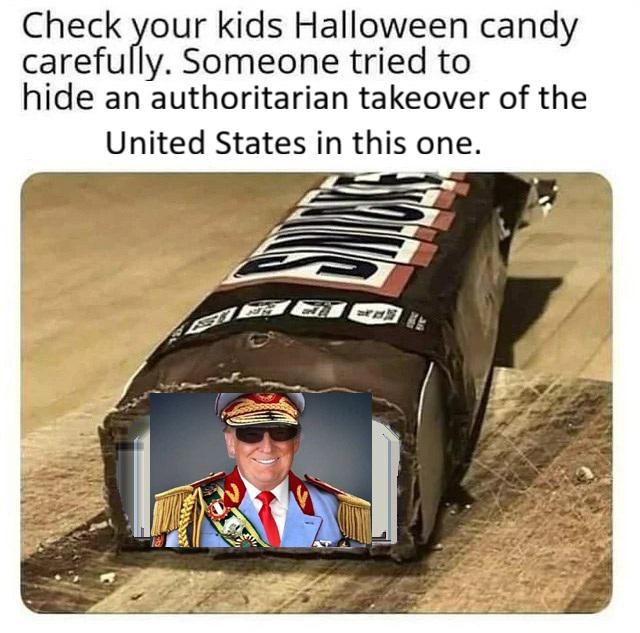 Check your kids Halloween candy
carefully. Someone tried to
hide an authoritarian takeover of the
United States in this one.
SNICKERS